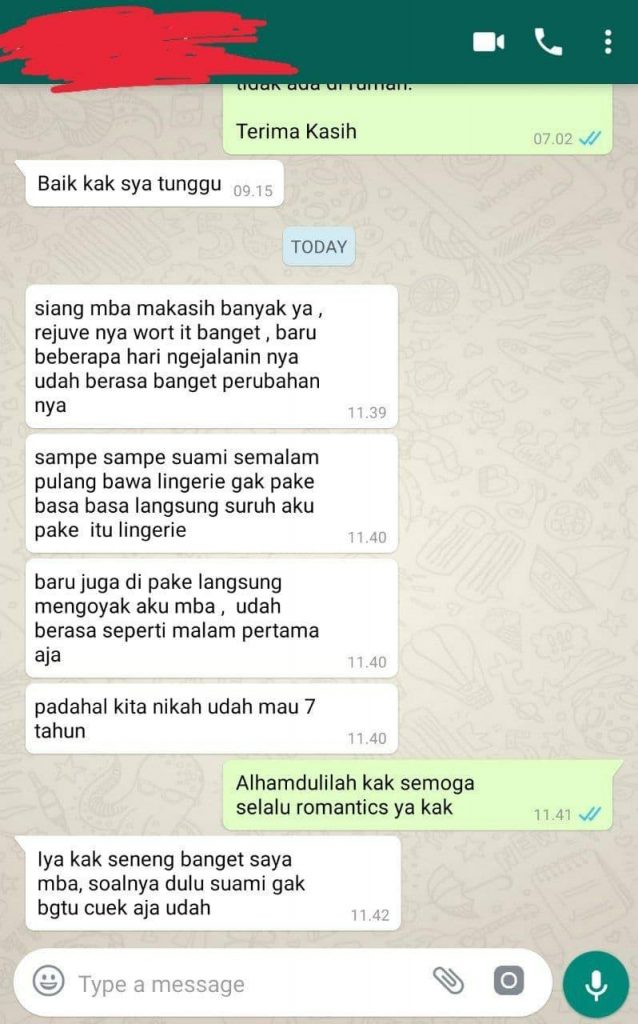 tidak ada di rumah.
Terima Kasih
07.02
Baik kak sya tunggu
09.15
TODAY
siang mba makasih banyak ya ,
rejuve nya wort it banget , baru
beberapa hari ngejalanin nya
udah berasa banget perubahan
nya
11.39
sampe sampe suami semalam
pulang bawa lingerie gak pake
basa basa langsung suruh aku
pake  itu lingerie
11.40
baru juga di pake langsung
mengoyak aku mba ,  udah
berasa seperti malam pertama
aja
11.40
padahal kita nikah udah mau 7
tahun
11.40
Alhamdulilah kak semoga
selalu romantics ya kak
11.41
Iya kak seneng banget saya
mba, soalnya dulu suami gak
bgtu cuek aja udah
11.42
Type a message